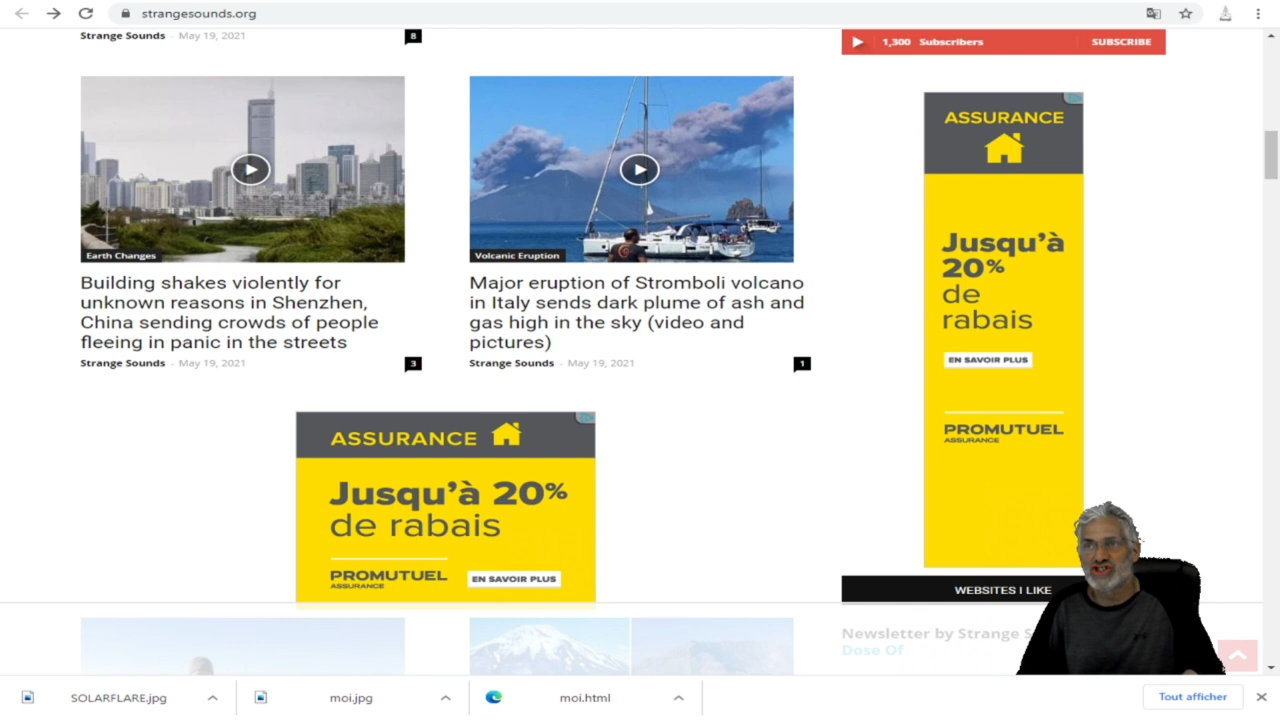 strangesounds.org
Strange Sounds - May 19, 2021
8
1,300 Subscribers
SUBSCRIBE
Earth Changes
Building shakes violently for
unknown reasons in Shenzhen,
China sending crowds of people
fleeing in panic in the streets
Strange Sounds - May 19, 2021
3
Volcanic Eruption
Major eruption of Stromboli volcano
in Italy sends dark plume of ash and
gas high in the sky (video and
pictures)
Strange Sounds - May 19, 2021
1
ASSURANCE
Jusqu'à 20%
de rabais
PROMUTUEL
ASSURANCE
EN SAVOIR PLUS
ASSURANCE
Jusqu'à
20%
de
rabais
EN SAVOIR PLUS
PROMUTUEL
ASSURANCE
WEBSITES I LIKE
Newsletter by Strange S
Dose Of
SOLARFLARE.jpg
moi.jpg
moi.html
Tout afficher